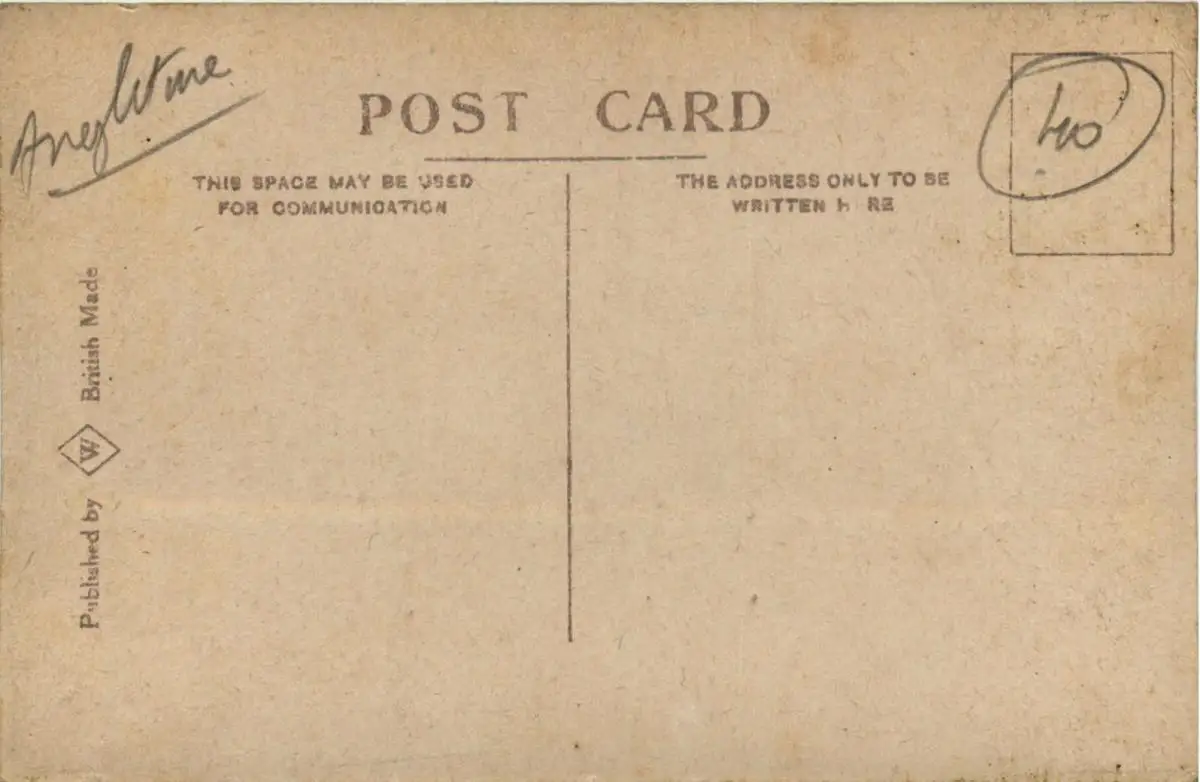 Angleterre
POST CARD
40
THIS SPACE MAY BE USED
FOR COMMUNICATION
THE ADDRESS ONLY TO BE
WRITTEN H RE
Published by W British Made